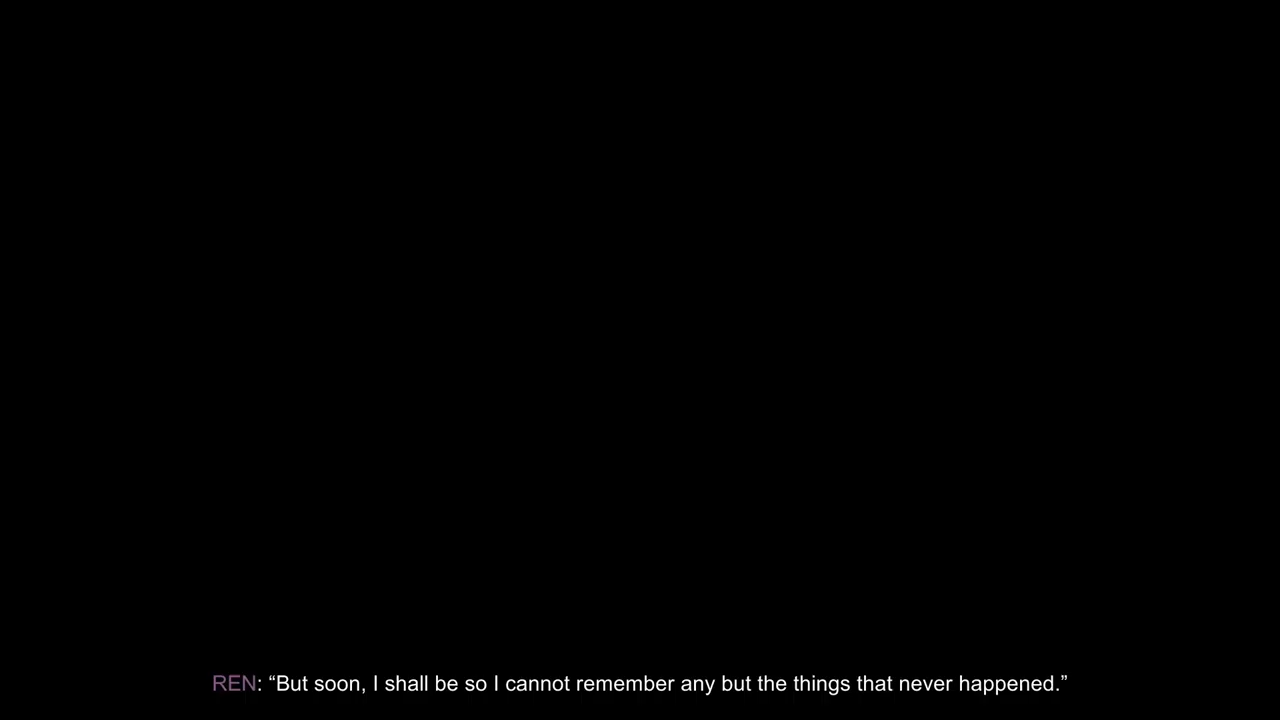 REN: “But soon, I shall be so I cannot remember any but the things that never happened.”